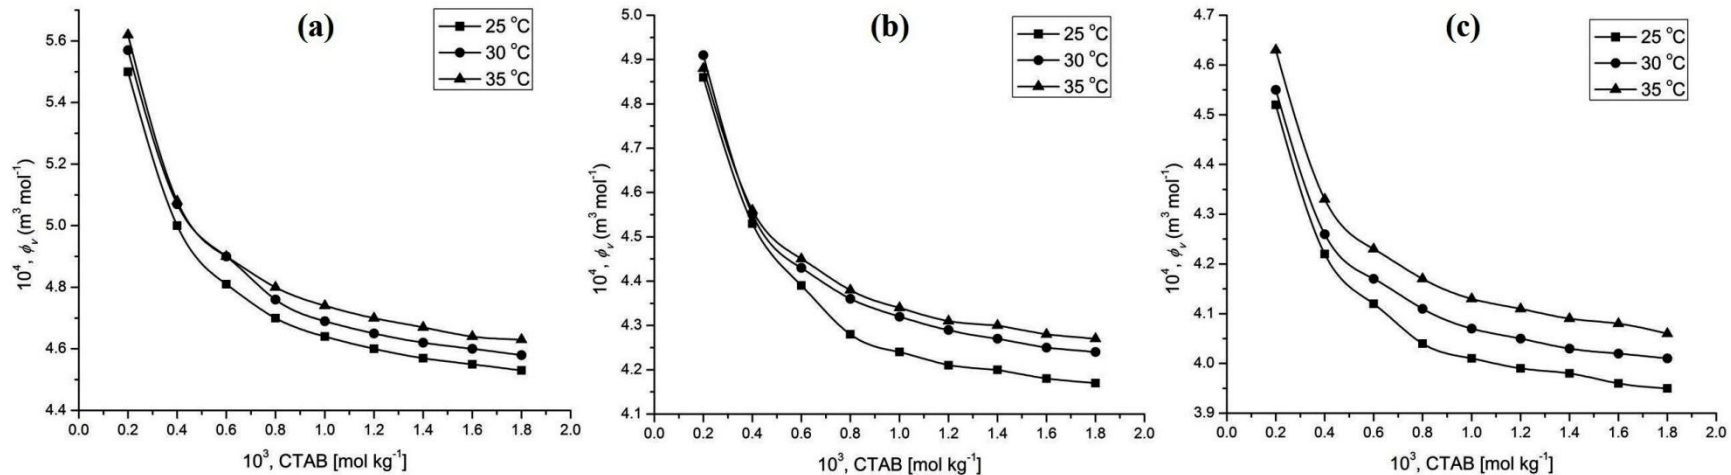 (a)
25 °C
30 °C
35 °C
5.6
5.4
5.2
5.0
4.8
4.6
4.4
10⁴, ϕᵥ (m³ mol⁻¹)
0.0 0.2 0.4 0.6 0.8 1.0 1.2 1.4 1.6 1.8 2.0
10³, CTAB [mol kg⁻¹]
(b)
25 °C
30 °C
35 °C
5.0
4.9
4.8
4.7
4.6
4.5
4.4
4.3
4.2
4.1
10⁴, ϕᵥ (m³ mol⁻¹)
0.0 0.2 0.4 0.6 0.8 1.0 1.2 1.4 1.6 1.8 2.0
10³, CTAB [mol kg⁻¹]
(c)
25 °C
30 °C
35 °C
4.7
4.6
4.5
4.4
4.3
4.2
4.1
4.0
3.9
10⁴, ϕᵥ (m³ mol⁻¹)
0.0 0.2 0.4 0.6 0.8 1.0 1.2 1.4 1.6 1.8 2.0
10³, CTAB [mol kg⁻¹]